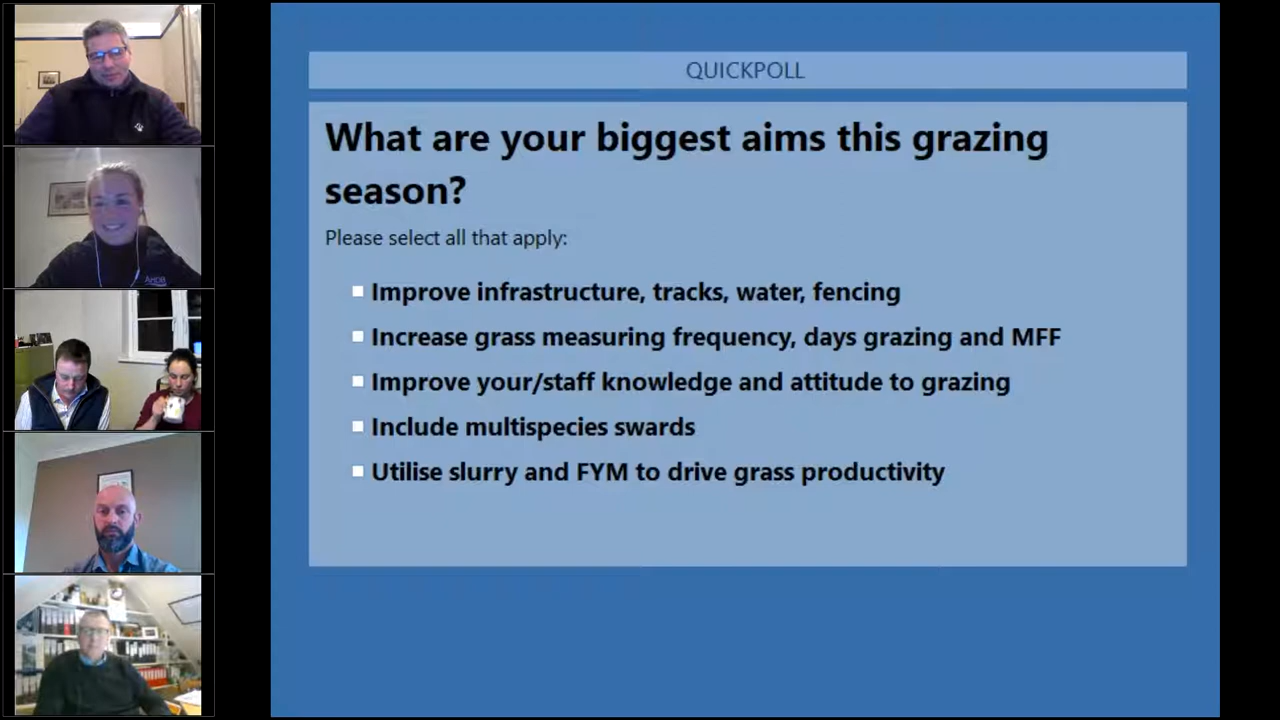 QUICKPOLL
What are your biggest aims this grazing
season?
Please select all that apply:
Improve infrastructure, tracks, water, fencing
Increase grass measuring frequency, days grazing and MFF
Improve your/staff knowledge and attitude to grazing
Include multispecies swards
Utilise slurry and FYM to drive grass productivity
AHDB